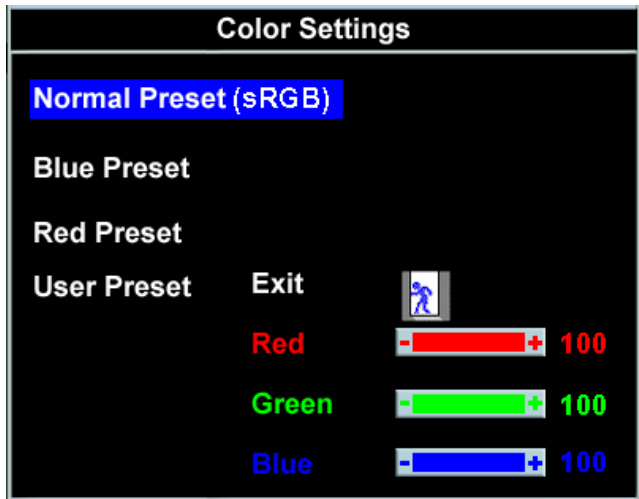 Color Settings
Normal Preset (sRGB)
Blue Preset
Red Preset
User Preset Exit
Red - + 100
Green - + 100
Blue - + 100